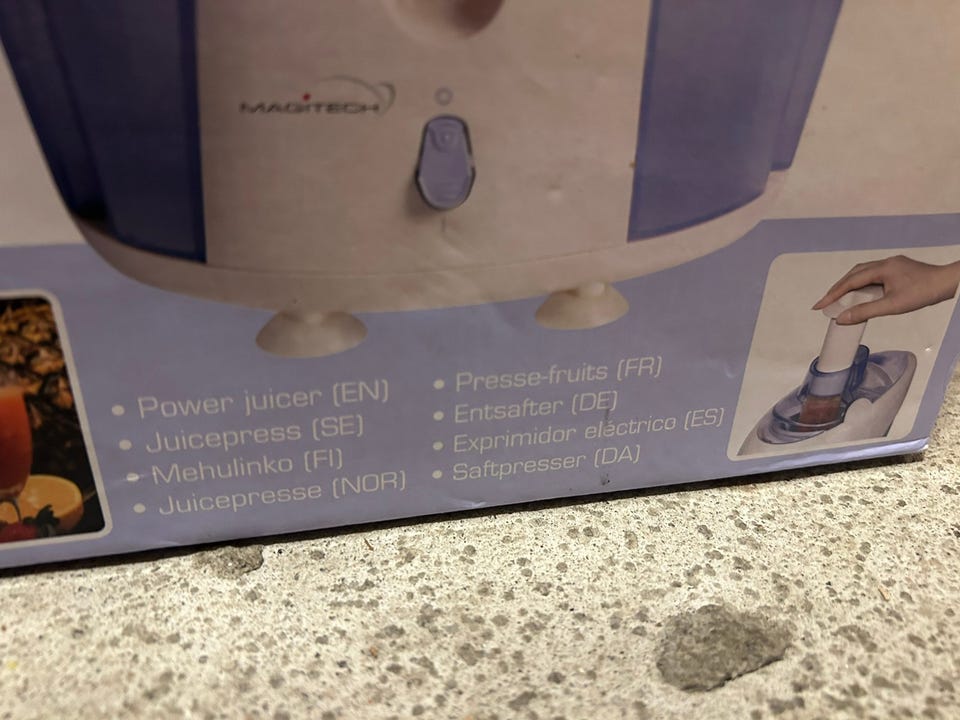 MAGITECH
• Power juicer (EN)
• Juicepress (SE)
• Mehulinko (FI)
• Juicepresse (NOR)
• Presse-fruits (FR)
• Entsafter (DE)
• Exprimidor eléctrico (ES)
• Saftpresser (DA)